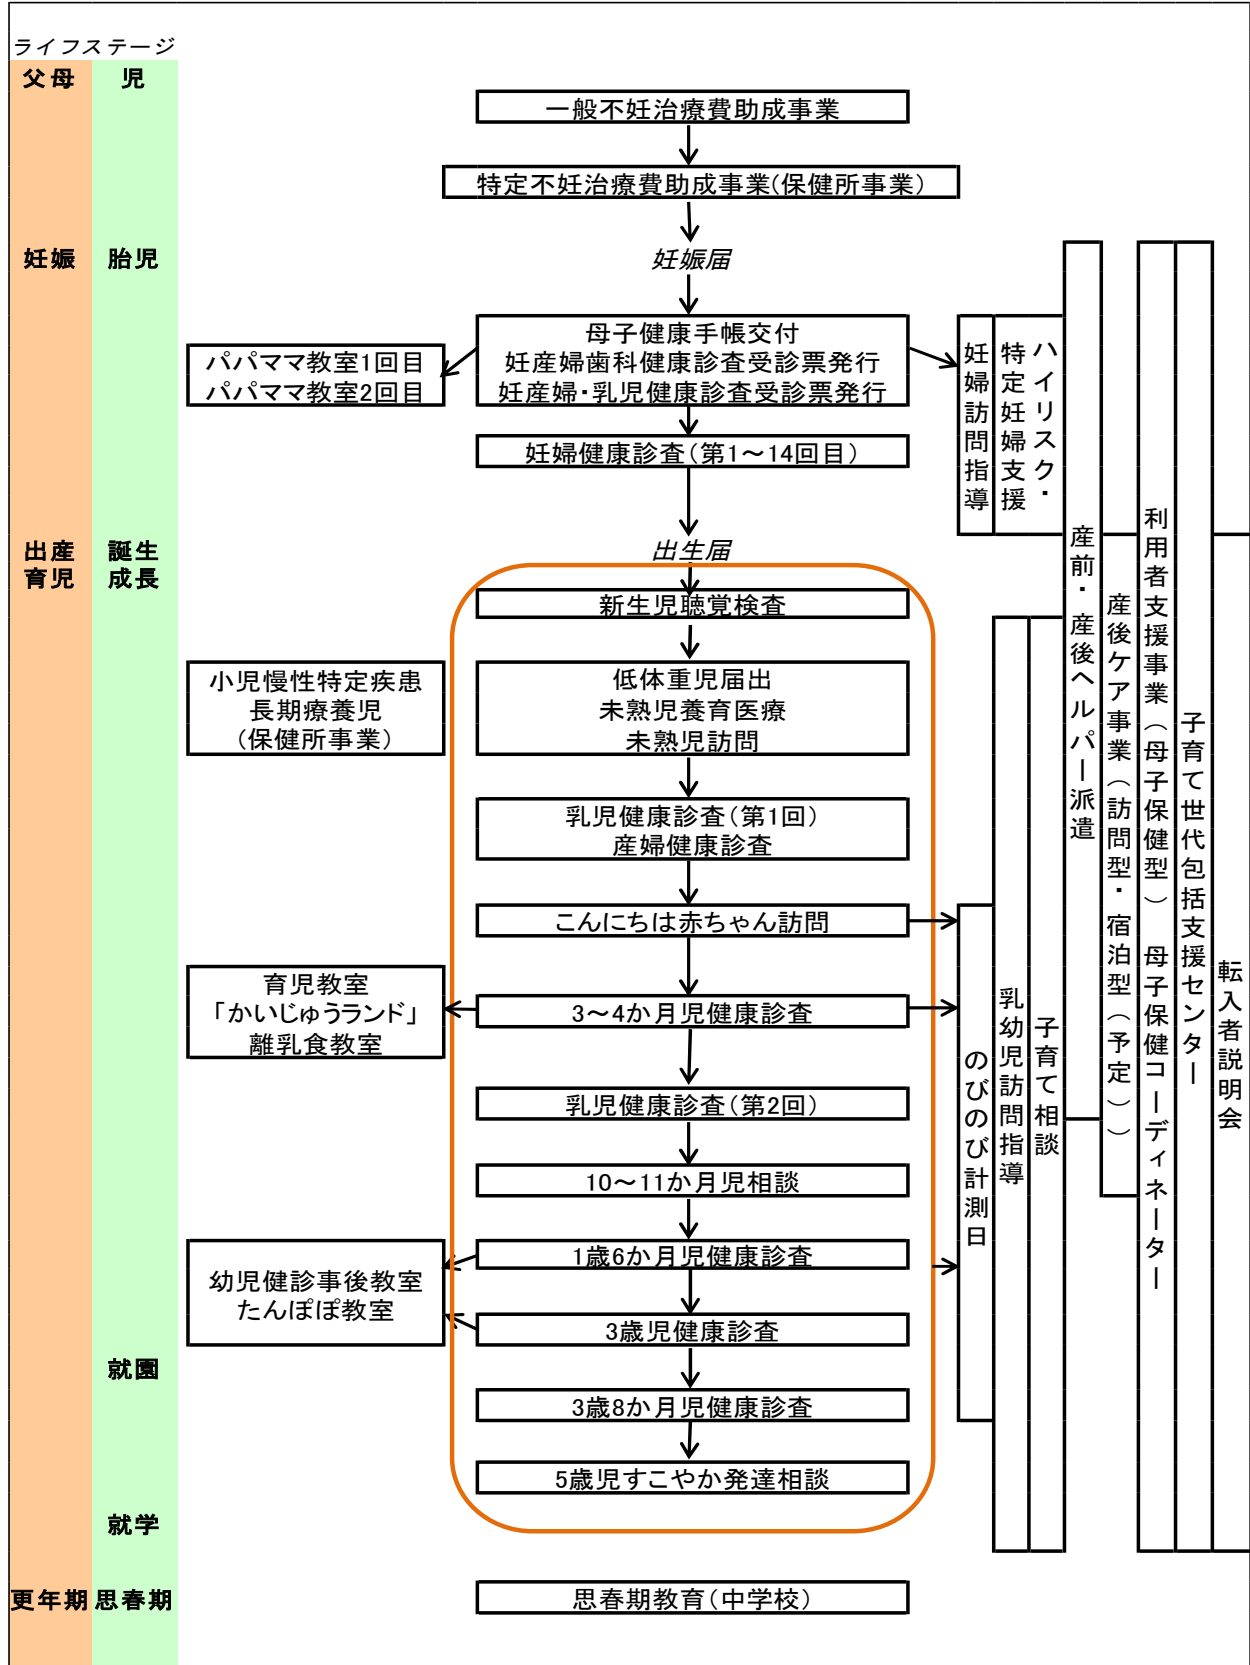 ライフステージ
父母
児
一般不妊治療費助成事業
特定不妊治療費助成事業(保健所事業)
妊娠
胎児
妊娠届
母子健康手帳交付
妊産婦歯科健康診査受診票発行
妊産婦・乳児健康診査受診票発行
パパママ教室1回目
パパママ教室2回目
妊婦健康診査(第1～14回目)
妊婦訪問指導
ハイリスク・
特定妊婦支援
出産
誕生
育児
成長
出生届
新生児聴覚検査
小児慢性特定疾患
長期療養児
(保健所事業)
低体重児届出
未熟児養育医療
未熟児訪問
乳児健康診査(第1回)
産婦健康診査
こんにちは赤ちゃん訪問
育児教室
「かいじゅうランド」
離乳食教室
3～4か月児健康診査
乳児健康診査(第2回)
10～11か月児相談
1歳6か月児健康診査
幼児健診事後教室
たんぽぽ教室
3歳児健康診査
就園
3歳8か月児健康診査
5歳児すこやか発達相談
就学
更年期
思春期
思春期教育(中学校)
のびのび計測日
乳幼児訪問指導
子育て相談
産前・産後ヘルパー派遣
産後ケア事業(訪問型・宿泊型(予定))
利用者支援事業(母子保健型) 母子保健コーディネーター
子育て世代包括支援センター
転入者説明会